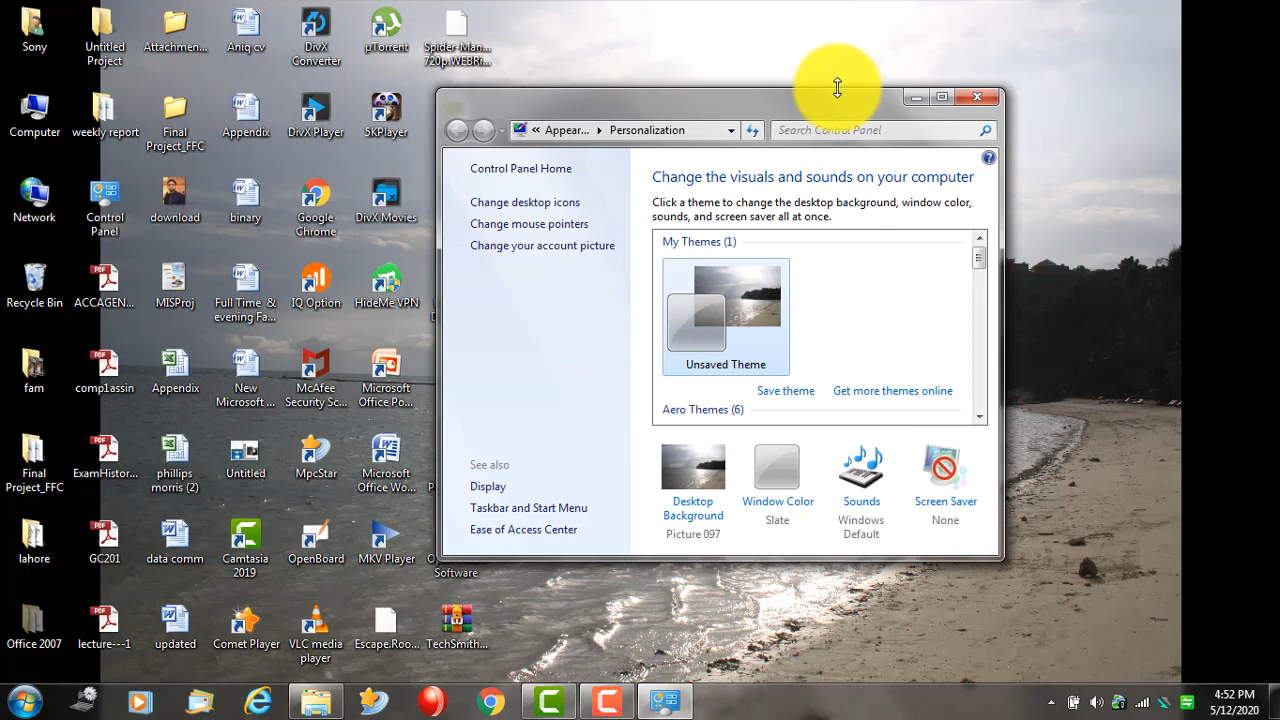 Sony
Untitled
Project
Attachmen...
Aniq cv
DivX
Converter
µTorrent
Spider-Man...
720p.WEBRi...
Computer
weekly report
Final
Project_FFC
Appendix
DivX Player
5KPlayer
Network
Control
Panel
download
binary
Google
Chrome
DivX Movies
Recycle Bin
ACCAGEN...
MISProj
Full Time &
evening Fa...
IQ Option
HideMe VPN
fam
comp1assin
Appendix
New
Microsoft ...
McAfee
Security Sc...
Microsoft
Office Po...
Final
Project_FFC
ExamHistor...
phillips
morris (2)
Untitled
MpcStar
Microsoft
Office Wo...
lahore
GC201
data comm
Camtasia
2019
OpenBoard
MKV Player
Software
Office 2007
lecture---1
updated
Comet Player
VLC media
player
Escape.Roo...
TechSmith...
« Appear...
Personalization
Search Control Panel
Control Panel Home
Change desktop icons
Change mouse pointers
Change your account picture
See also
Display
Taskbar and Start Menu
Ease of Access Center
Change the visuals and sounds on your computer
Click a theme to change the desktop background, window color,
sounds, and screen saver all at once.
My Themes (1)
Unsaved Theme
Save theme
Get more themes online
Aero Themes (6)
Desktop
Background
Picture 097
Window Color
Slate
Sounds
Windows
Default
Screen Saver
None
4:52 PM
5/12/2020